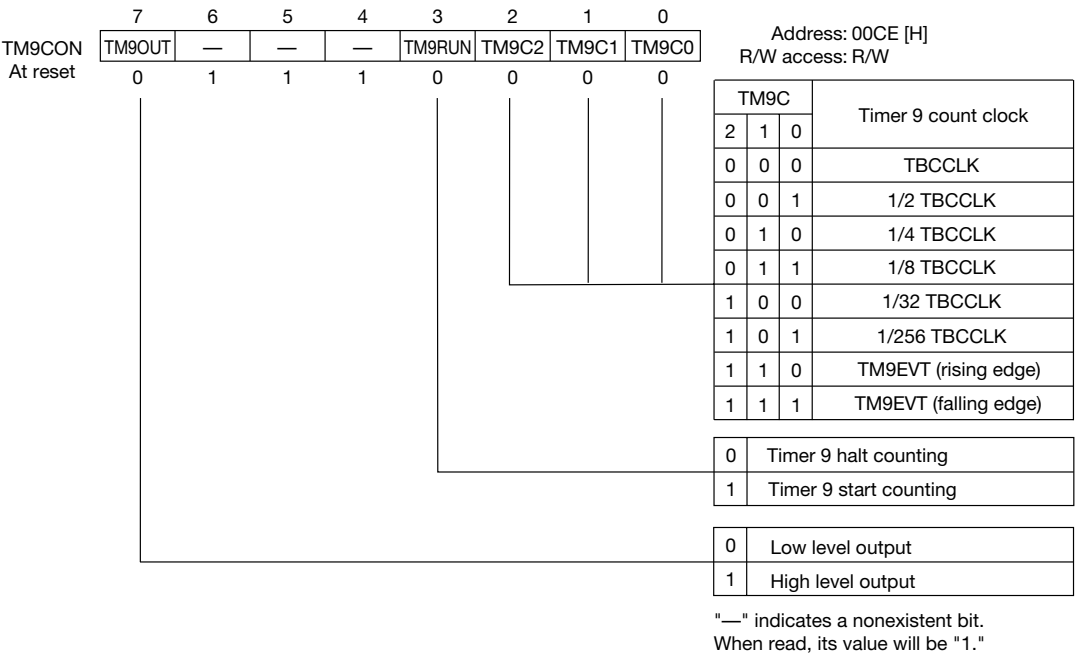 7 6 5 4 3 2 1 0
TM9CON TM9OUT — — — TM9RUN TM9C2 TM9C1 TM9C0
At reset 0 1 1 1 0 0 0 0
Address: 00CE [H]
R/W access: R/W
TM9C Timer 9 count clock
2 1 0
0 0 0 TBCCLK
0 0 1 1/2 TBCCLK
0 1 0 1/4 TBCCLK
0 1 1 1/8 TBCCLK
1 0 0 1/32 TBCCLK
1 0 1 1/256 TBCCLK
1 1 0 TM9EVT (rising edge)
1 1 1 TM9EVT (falling edge)
0 Timer 9 halt counting
1 Timer 9 start counting
0 Low level output
1 High level output
"—" indicates a nonexistent bit.
When read, its value will be "1."